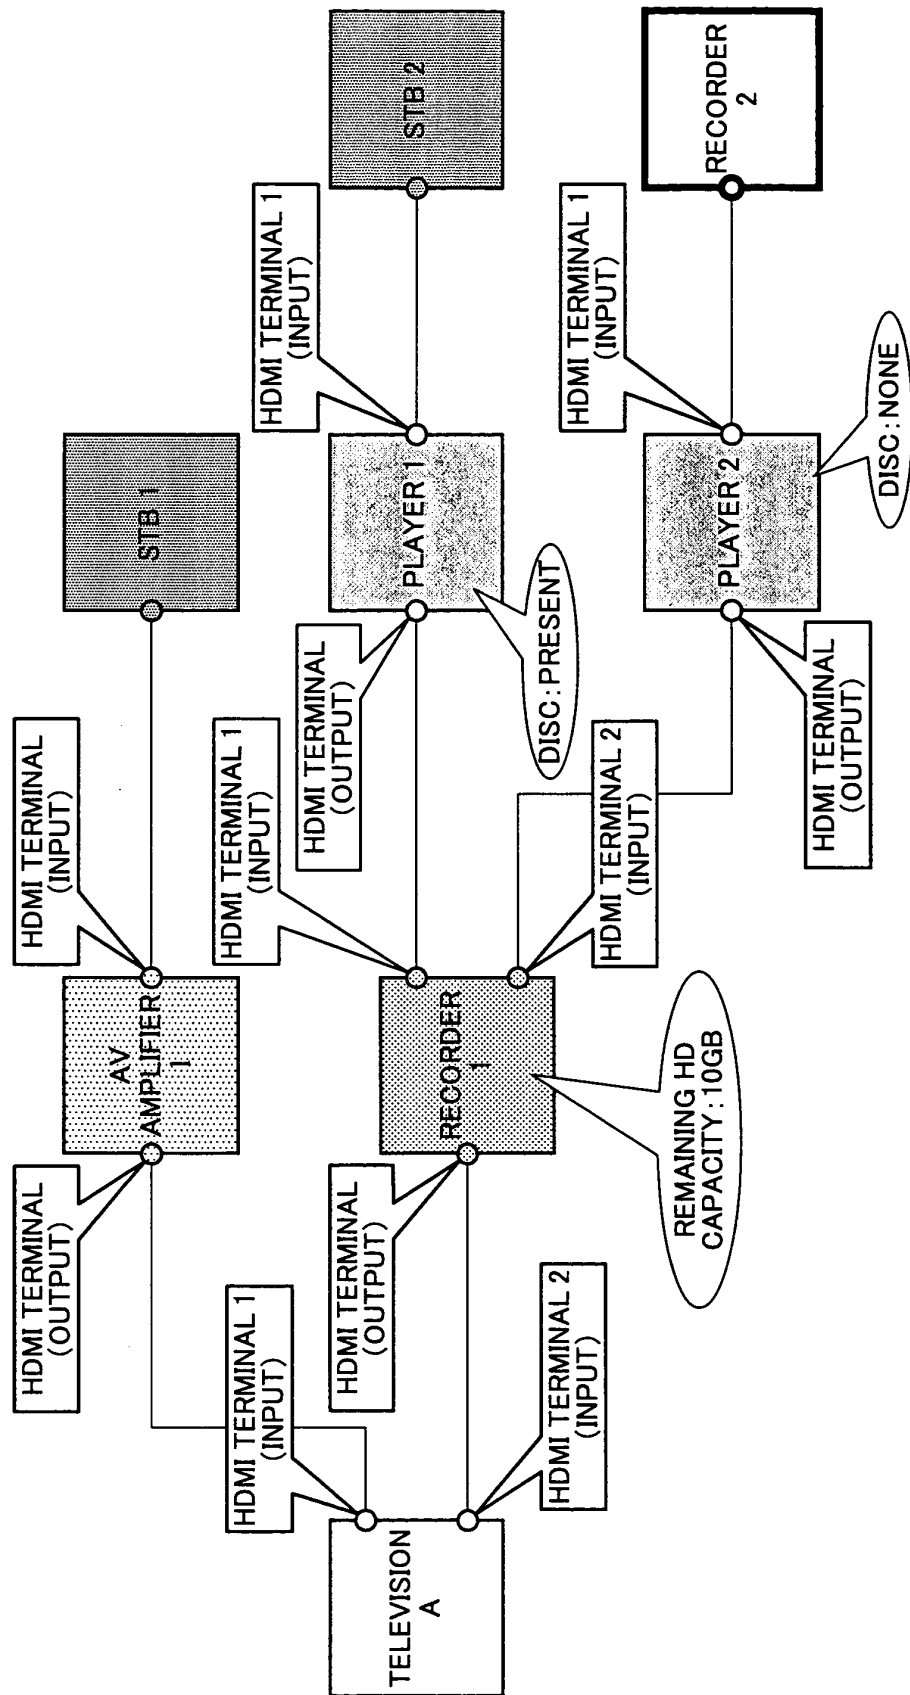 TELEVISION
A
HDMI TERMINAL 1
(INPUT)
HDMI TERMINAL 2
(INPUT)
HDMI TERMINAL
(OUTPUT)
AV
AMPLIFIER
1
HDMI TERMINAL
(INPUT)
STB 1
HDMI TERMINAL
(OUTPUT)
RECORDER
1
REMAINING HD
CAPACITY : 10GB
HDMI TERMINAL 1
(INPUT)
HDMI TERMINAL 2
(INPUT)
HDMI TERMINAL
(OUTPUT)
PLAYER 1
DISC : PRESENT
HDMI TERMINAL 1
(INPUT)
STB 2
HDMI TERMINAL
(OUTPUT)
PLAYER 2
DISC : NONE
HDMI TERMINAL 1
(INPUT)
RECORDER
2